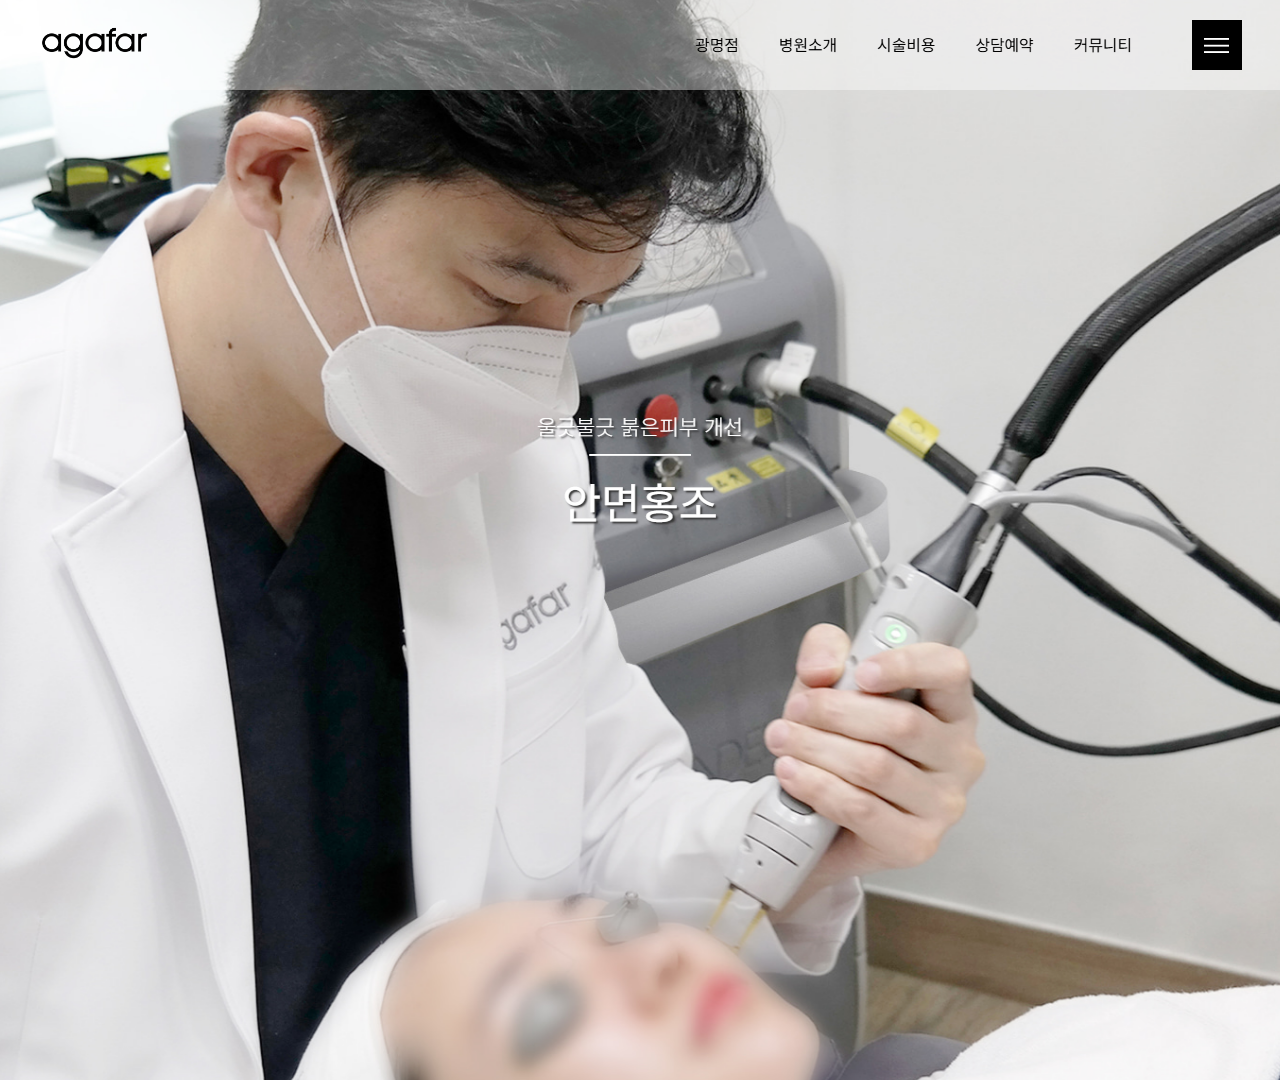 agafar
광명점 병원소개 시술비용 상담예약 커뮤니티
울긋불긋 붉은피부 개선
안면홍조
agafar